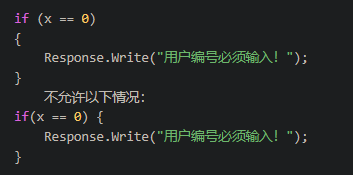 if (x == 0)
{
    Response.Write("用户编号必须输入! ");
}
    不允许以下情况:
if(x == 0) {
    Response.Write("用户编号必须输入! ");
}